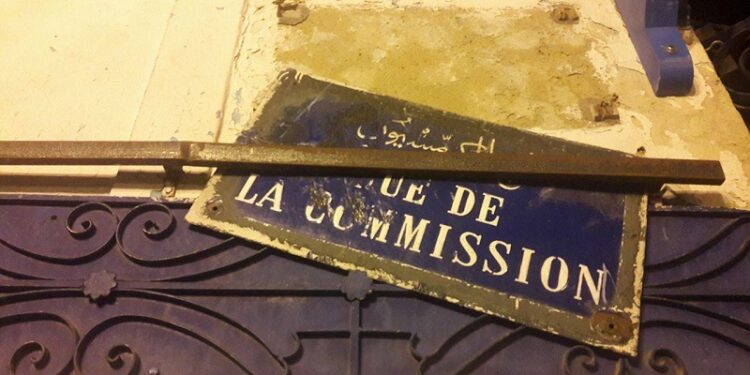 RUE DE
LA COMMISSION